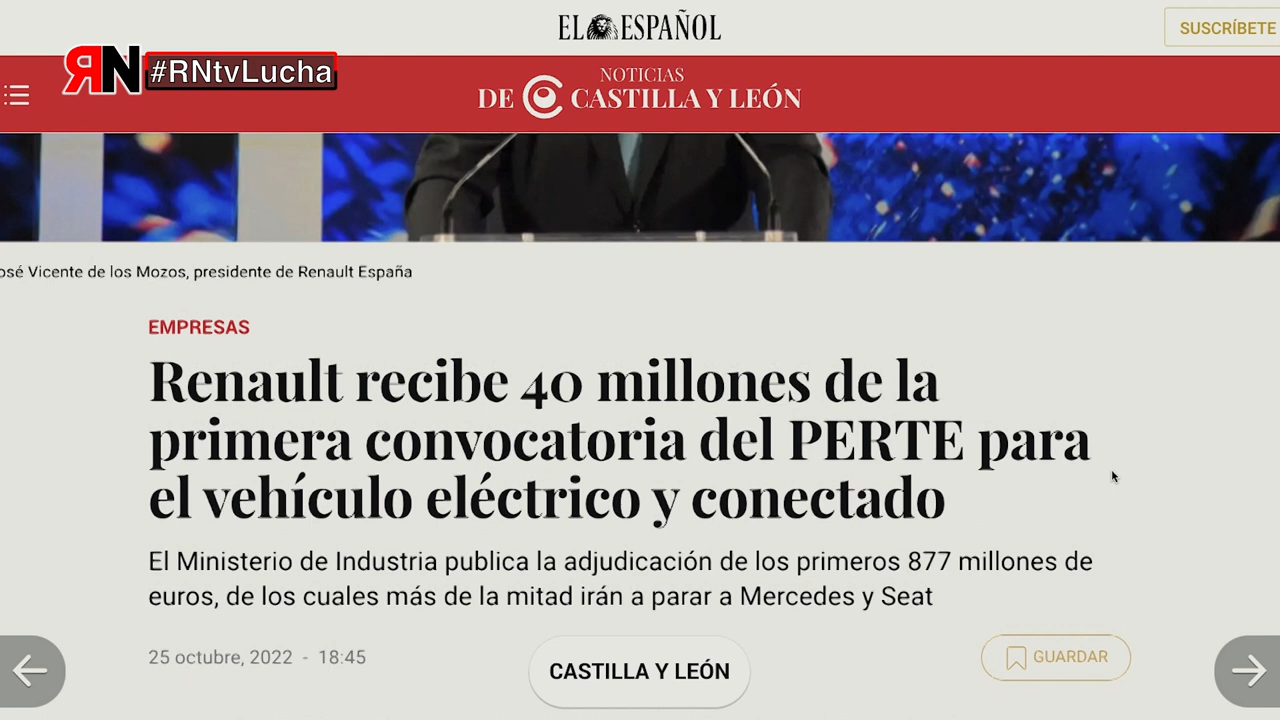 EL ESPAÑOL
SUSCRÍBETE
RN #RNtvLucha
NOTICIAS
DE CASTILLA Y LEÓN
osé Vicente de los Mozos, presidente de Renault España
EMPRESAS
Renault recibe 40 millones de la
primera convocatoria del PERTE para
el vehículo eléctrico y conectado
El Ministerio de Industria publica la adjudicación de los primeros 877 millones de
euros, de los cuales más de la mitad irán a parar a Mercedes y Seat
25 octubre, 2022 - 18:45
CASTILLA Y LEÓN
GUARDAR